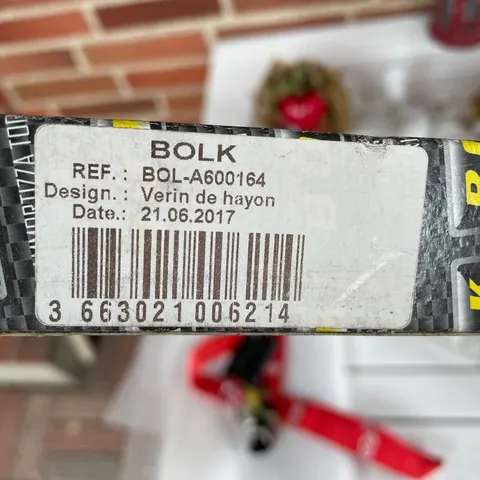 BOLK
REF. : BOL-A600164
Design. : Verin de hayon
Date.: 21.06.2017
3 663021 006214